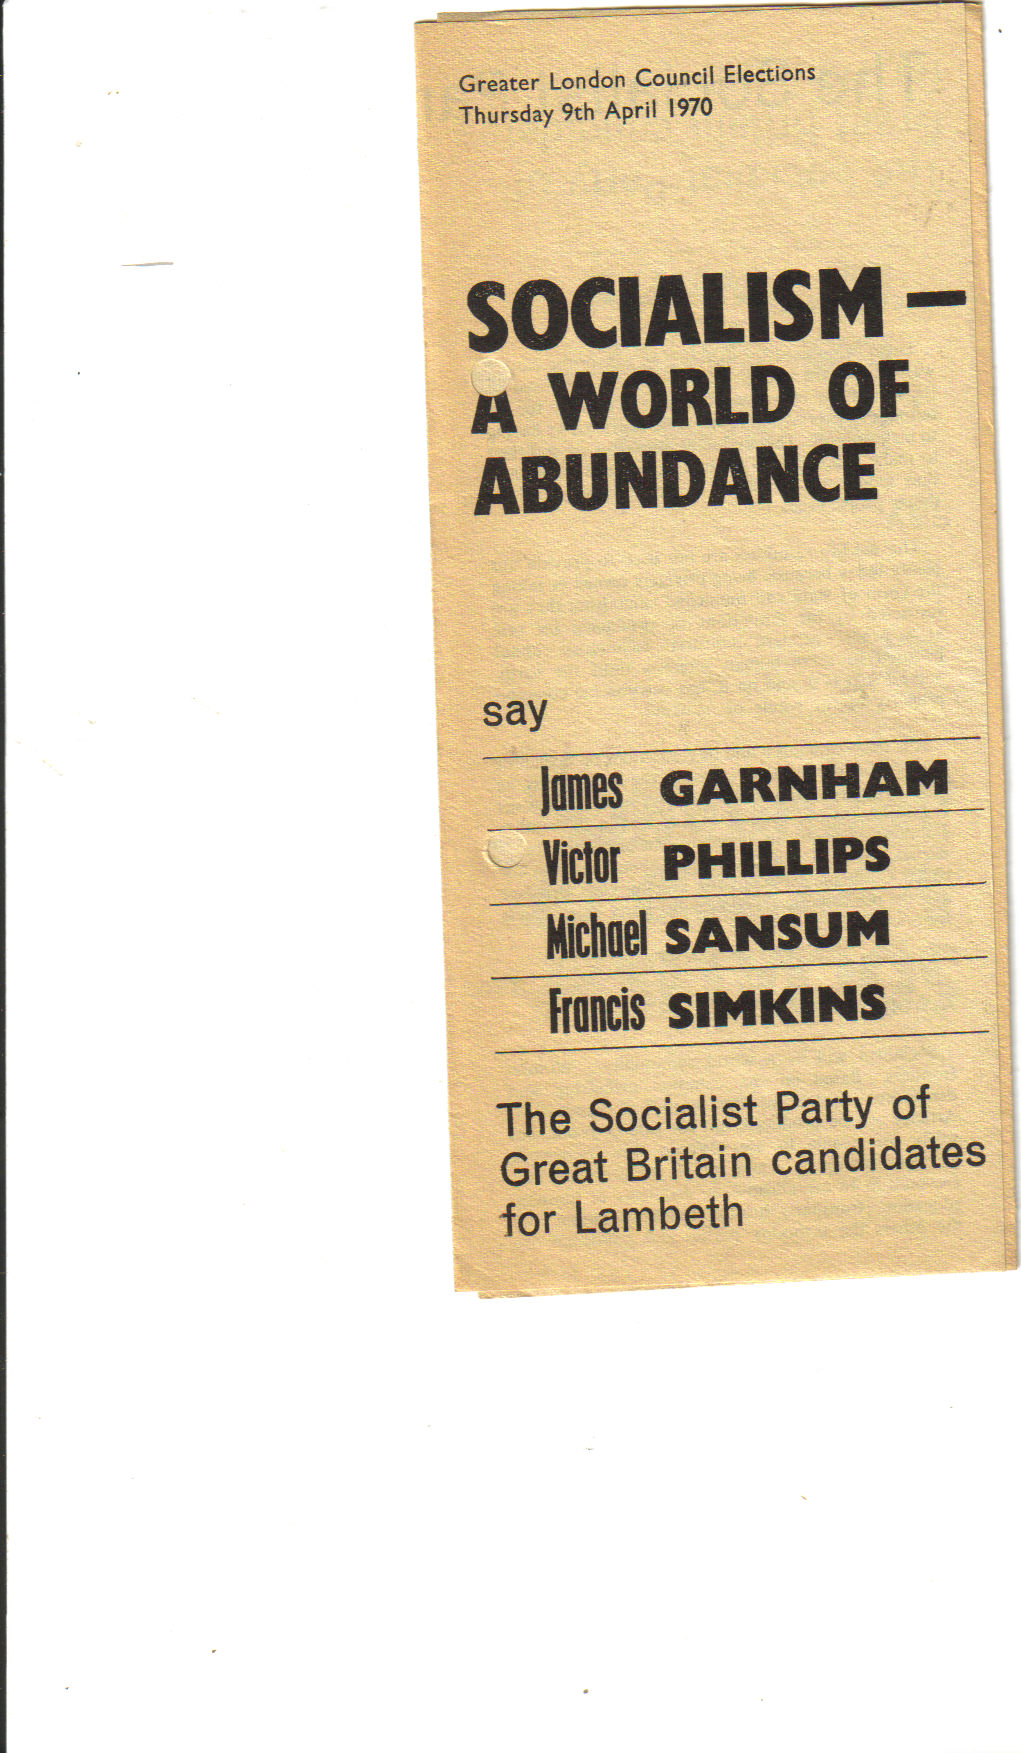 Greater London Council Elections
Thursday 9th April 1970
SOCIALISM —
A WORLD OF
ABUNDANCE
say
James GARNHAM
Victor PHILLIPS
Michael SANSUM
Francis SIMKINS
The Socialist Party of
Great Britain candidates
for Lambeth